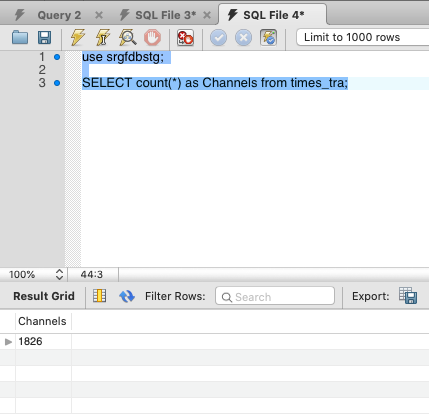 Query 2
SQL File 3*
SQL File 4*
Limit to 1000 rows
1 use srgfdbstg;
2
3 SELECT count(*) as Channels from times_tra;
100% 44:3
Result Grid Filter Rows: Search Export:
Channels
1826